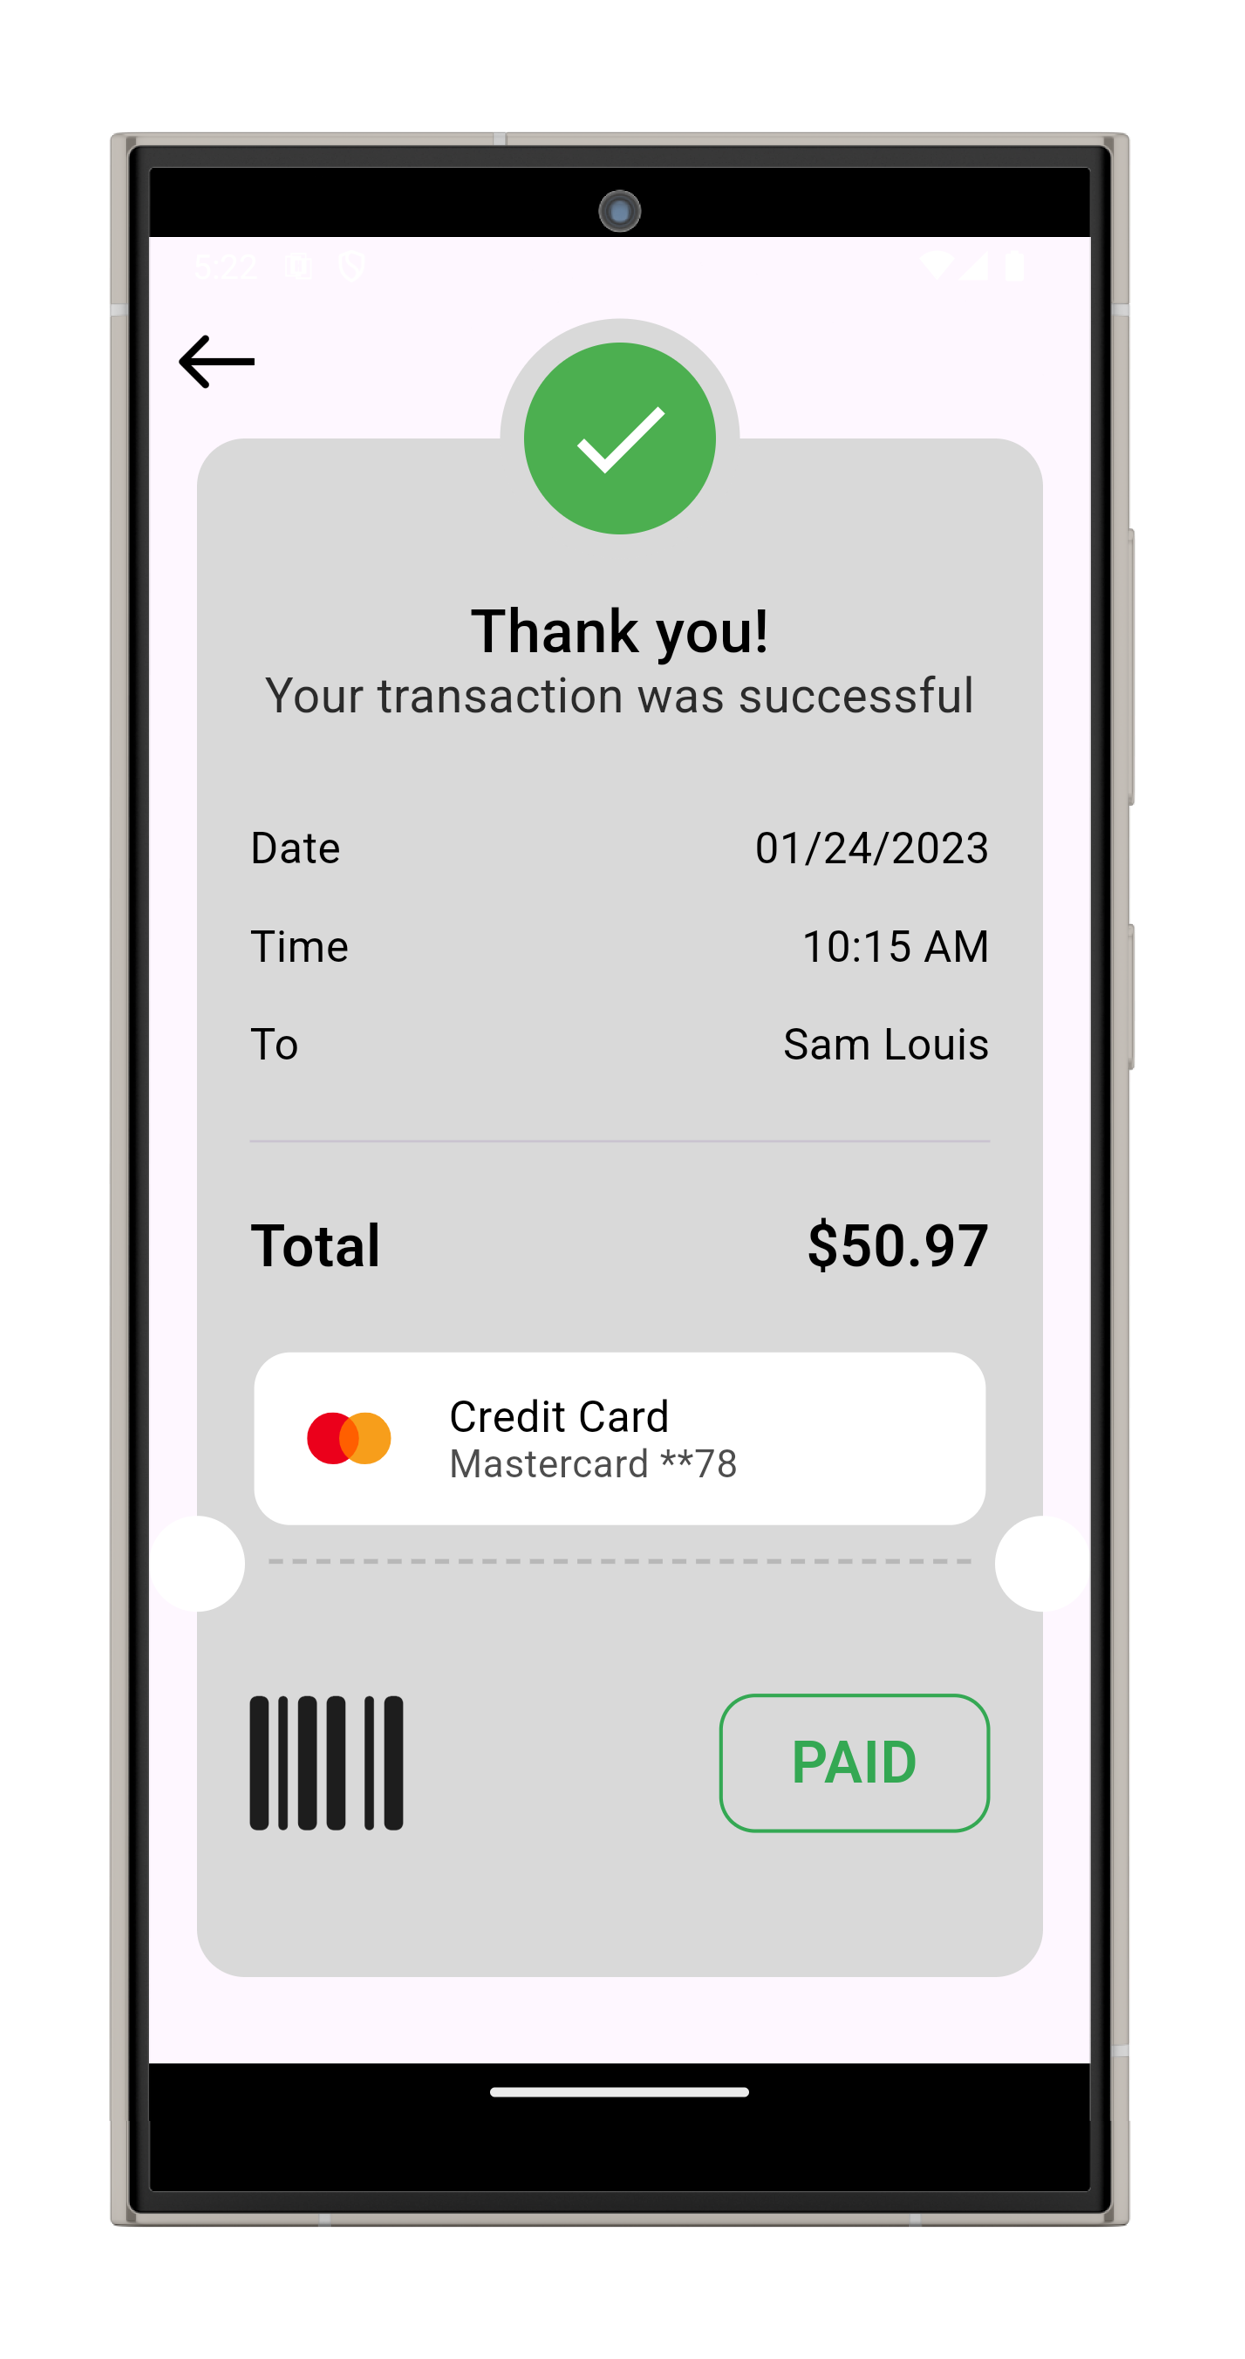 5:22
Thank you!
Your transaction was successful
Date 01/24/2023
Time 10:15 AM
To Sam Louis
Total $50.97
Credit Card
Mastercard **78
PAID